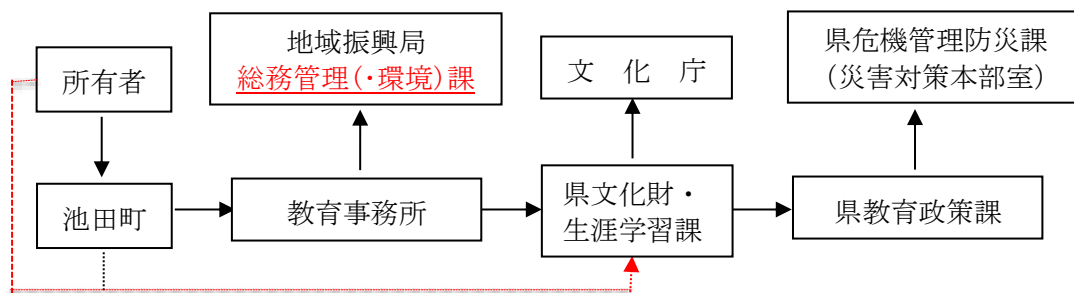 所有者
地域振興局
総務管理(・環境)課
文　化　庁
県危機管理防災課
(災害対策本部室)
池田町
教育事務所
県文化財・
生涯学習課
県教育政策課